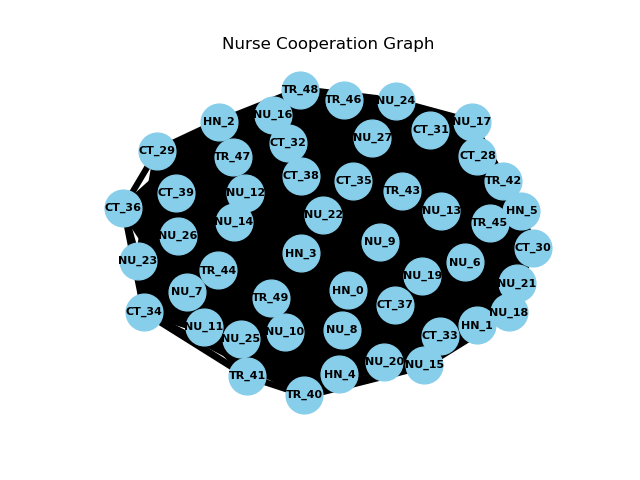 Nurse Cooperation Graph
TR_48
TR_46
NU_24
NU_16
HN_2
NU_17
CT_31
NU_27
CT_32
CT_29
TR_47
CT_28
CT_38
CT_35
TR_42
TR_43
CT_39
NU_12
CT_36
NU_13
HN_5
NU_22
NU_14
TR_45
NU_26
NU_9
CT_30
HN_3
NU_23
NU_6
TR_44
NU_19
NU_21
HN_0
NU_7
TR_49
CT_37
CT_34
NU_18
HN_1
NU_11
NU_8
NU_10
CT_33
NU_25
NU_20
NU_15
HN_4
TR_41
TR_40